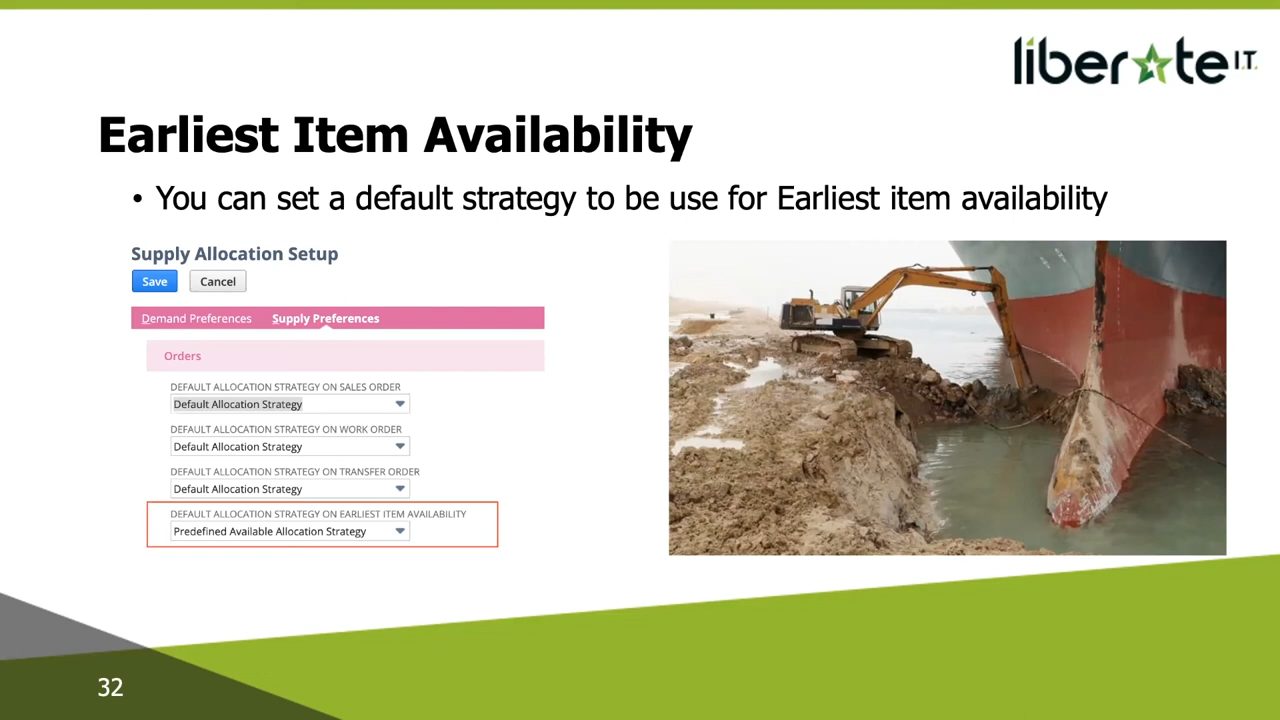 liberate I.T.
Earliest Item Availability
• You can set a default strategy to be use for Earliest item availability
Supply Allocation Setup
Save Cancel
Demand Preferences Supply Preferences
Orders
DEFAULT ALLOCATION STRATEGY ON SALES ORDER
Default Allocation Strategy
DEFAULT ALLOCATION STRATEGY ON WORK ORDER
Default Allocation Strategy
DEFAULT ALLOCATION STRATEGY ON TRANSFER ORDER
Default Allocation Strategy
DEFAULT ALLOCATION STRATEGY ON EARLIEST ITEM AVAILABILITY
Predefined Available Allocation Strategy
32